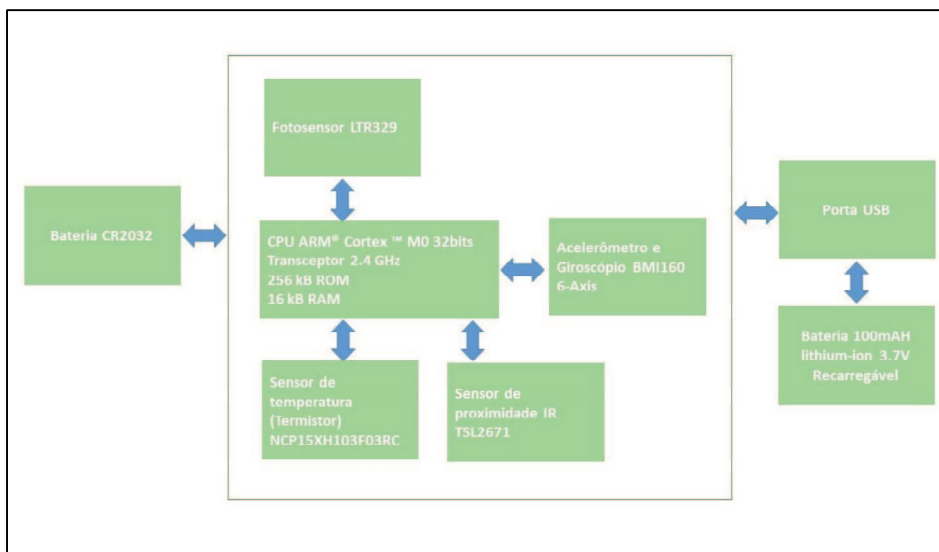 Fotosensor LTR329
Bateria CR2032
CPU ARM® Cortex ™ M0 32bits
Transceptor 2.4 GHz
256 kB ROM
16 kB RAM
Acelerômetro e
Giroscópio BMI160
6-Axis
Porta USB
Sensor de
temperatura
(Termistor)
NCP15XH103F03RC
Sensor de
proximidade IR
TSL2671
Bateria 100mAH
lithium-ion 3.7V
Recarregável